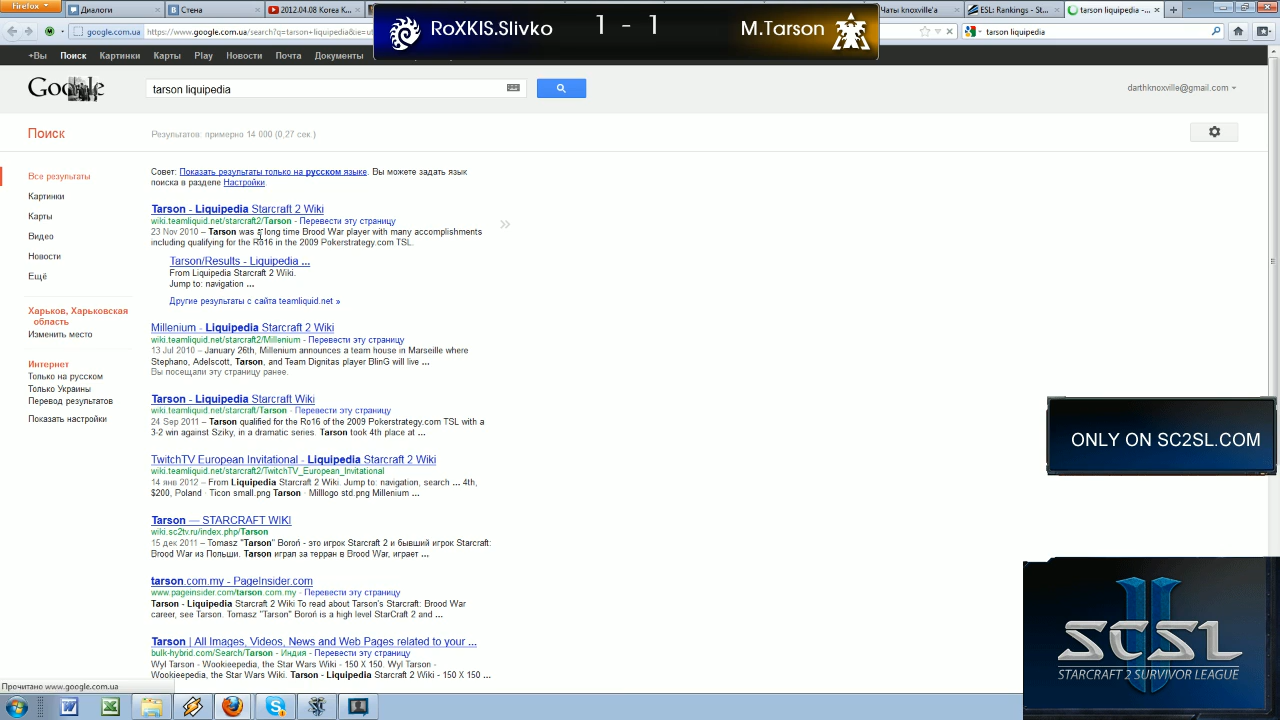 Firefox
Диалоги
Стена
2012.04.08 Korea K...
RoXKIS.Slivko
1 - 1
M.Tarson
Чаты knoxville'а
ESL: Rankings - St...
tarson liquipedia -...
google.com.ua
https://www.google.com.ua/search?q=tarson+liquipedia&ie=u
tarson liquipedia
+Вы
Поиск
Картинки
Карты
Play
Новости
Почта
Документы
Google
tarson liquipedia
darthknoxville@gmail.com
Поиск
Результатов: примерно 14 000 (0,27 сек.)
Все результаты
Картинки
Карты
Видео
Новости
Ещё
Харьков, Харьковская
область
Изменить место
Интернет
Только на русском
Только Украины
Перевод результатов
Показать настройки
Совет: Показать результаты только на русском языке. Вы можете задать язык
поиска в разделе Настройки.
Tarson - Liquipedia Starcraft 2 Wiki
wiki.teamliquid.net/starcraft2/Tarson - Перевести эту страницу
23 Nov 2010 – Tarson was a long time Brood War player with many accomplishments
including qualifying for the Ro16 in the 2009 Pokerstrategy.com TSL.
Tarson/Results - Liquipedia ...
From Liquipedia Starcraft 2 Wiki.
Jump to: navigation ...
Другие результаты с сайта teamliquid.net »
Millenium - Liquipedia Starcraft 2 Wiki
wiki.teamliquid.net/starcraft2/Millenium - Перевести эту страницу
13 Jul 2010 – January 26th, Millenium announces a team house in Marseille where
Stephano, Adelscott, Tarson, and Team Dignitas player BlinG will live ...
Вы посещали эту страницу ранее.
Tarson - Liquipedia Starcraft Wiki
wiki.teamliquid.net/starcraft/Tarson - Перевести эту страницу
24 Sep 2011 – Tarson qualified for the Ro16 of the 2009 Pokerstrategy.com TSL with a
3-2 win against Sziky, in a dramatic series. Tarson took 4th place at ...
TwitchTV European Invitational - Liquipedia Starcraft 2 Wiki
wiki.teamliquid.net/starcraft2/TwitchTV_European_Invitational
14 янв 2012 – From Liquipedia Starcraft 2 Wiki. Jump to: navigation, search ... 4th,
$200, Poland · Ticon small.png Tarson · Milllogo std.png Millenium ...
Tarson — STARCRAFT WIKI
wiki.sc2tv.ru/index.php/Tarson
15 дек 2011 – Tomasz "Tarson" Boroń - это игрок Starcraft 2 и бывший игрок Starcraft:
Brood War из Польши. Tarson играл за терран в Brood War, играет ...
tarson.com.my - PageInsider.com
www.pageinsider.com/tarson.com.my - Перевести эту страницу
Tarson - Liquipedia Starcraft 2 Wiki To read about Tarson's Starcraft: Brood War
career, see Tarson. Tomasz "Tarson" Boroń is a high level StarCraft 2 and ...
Tarson | All Images, Videos, News and Web Pages related to your ...
bulk-hybrid.com/Search/Tarson - Индия - Перевести эту страницу
Wyl Tarson - Wookieepedia, the Star Wars Wiki - 150 X 150. Wyl Tarson -
Wookieepedia, the Star Wars Wiki - 150 X 150. Tarson - Liquipedia Starcraft 2 Wiki - 150 X 150 ...
ONLY ON SC2SL.COM
SCSL
STARCRAFT 2 SURVIVOR LEAGUE
Прочитано www.google.com.ua